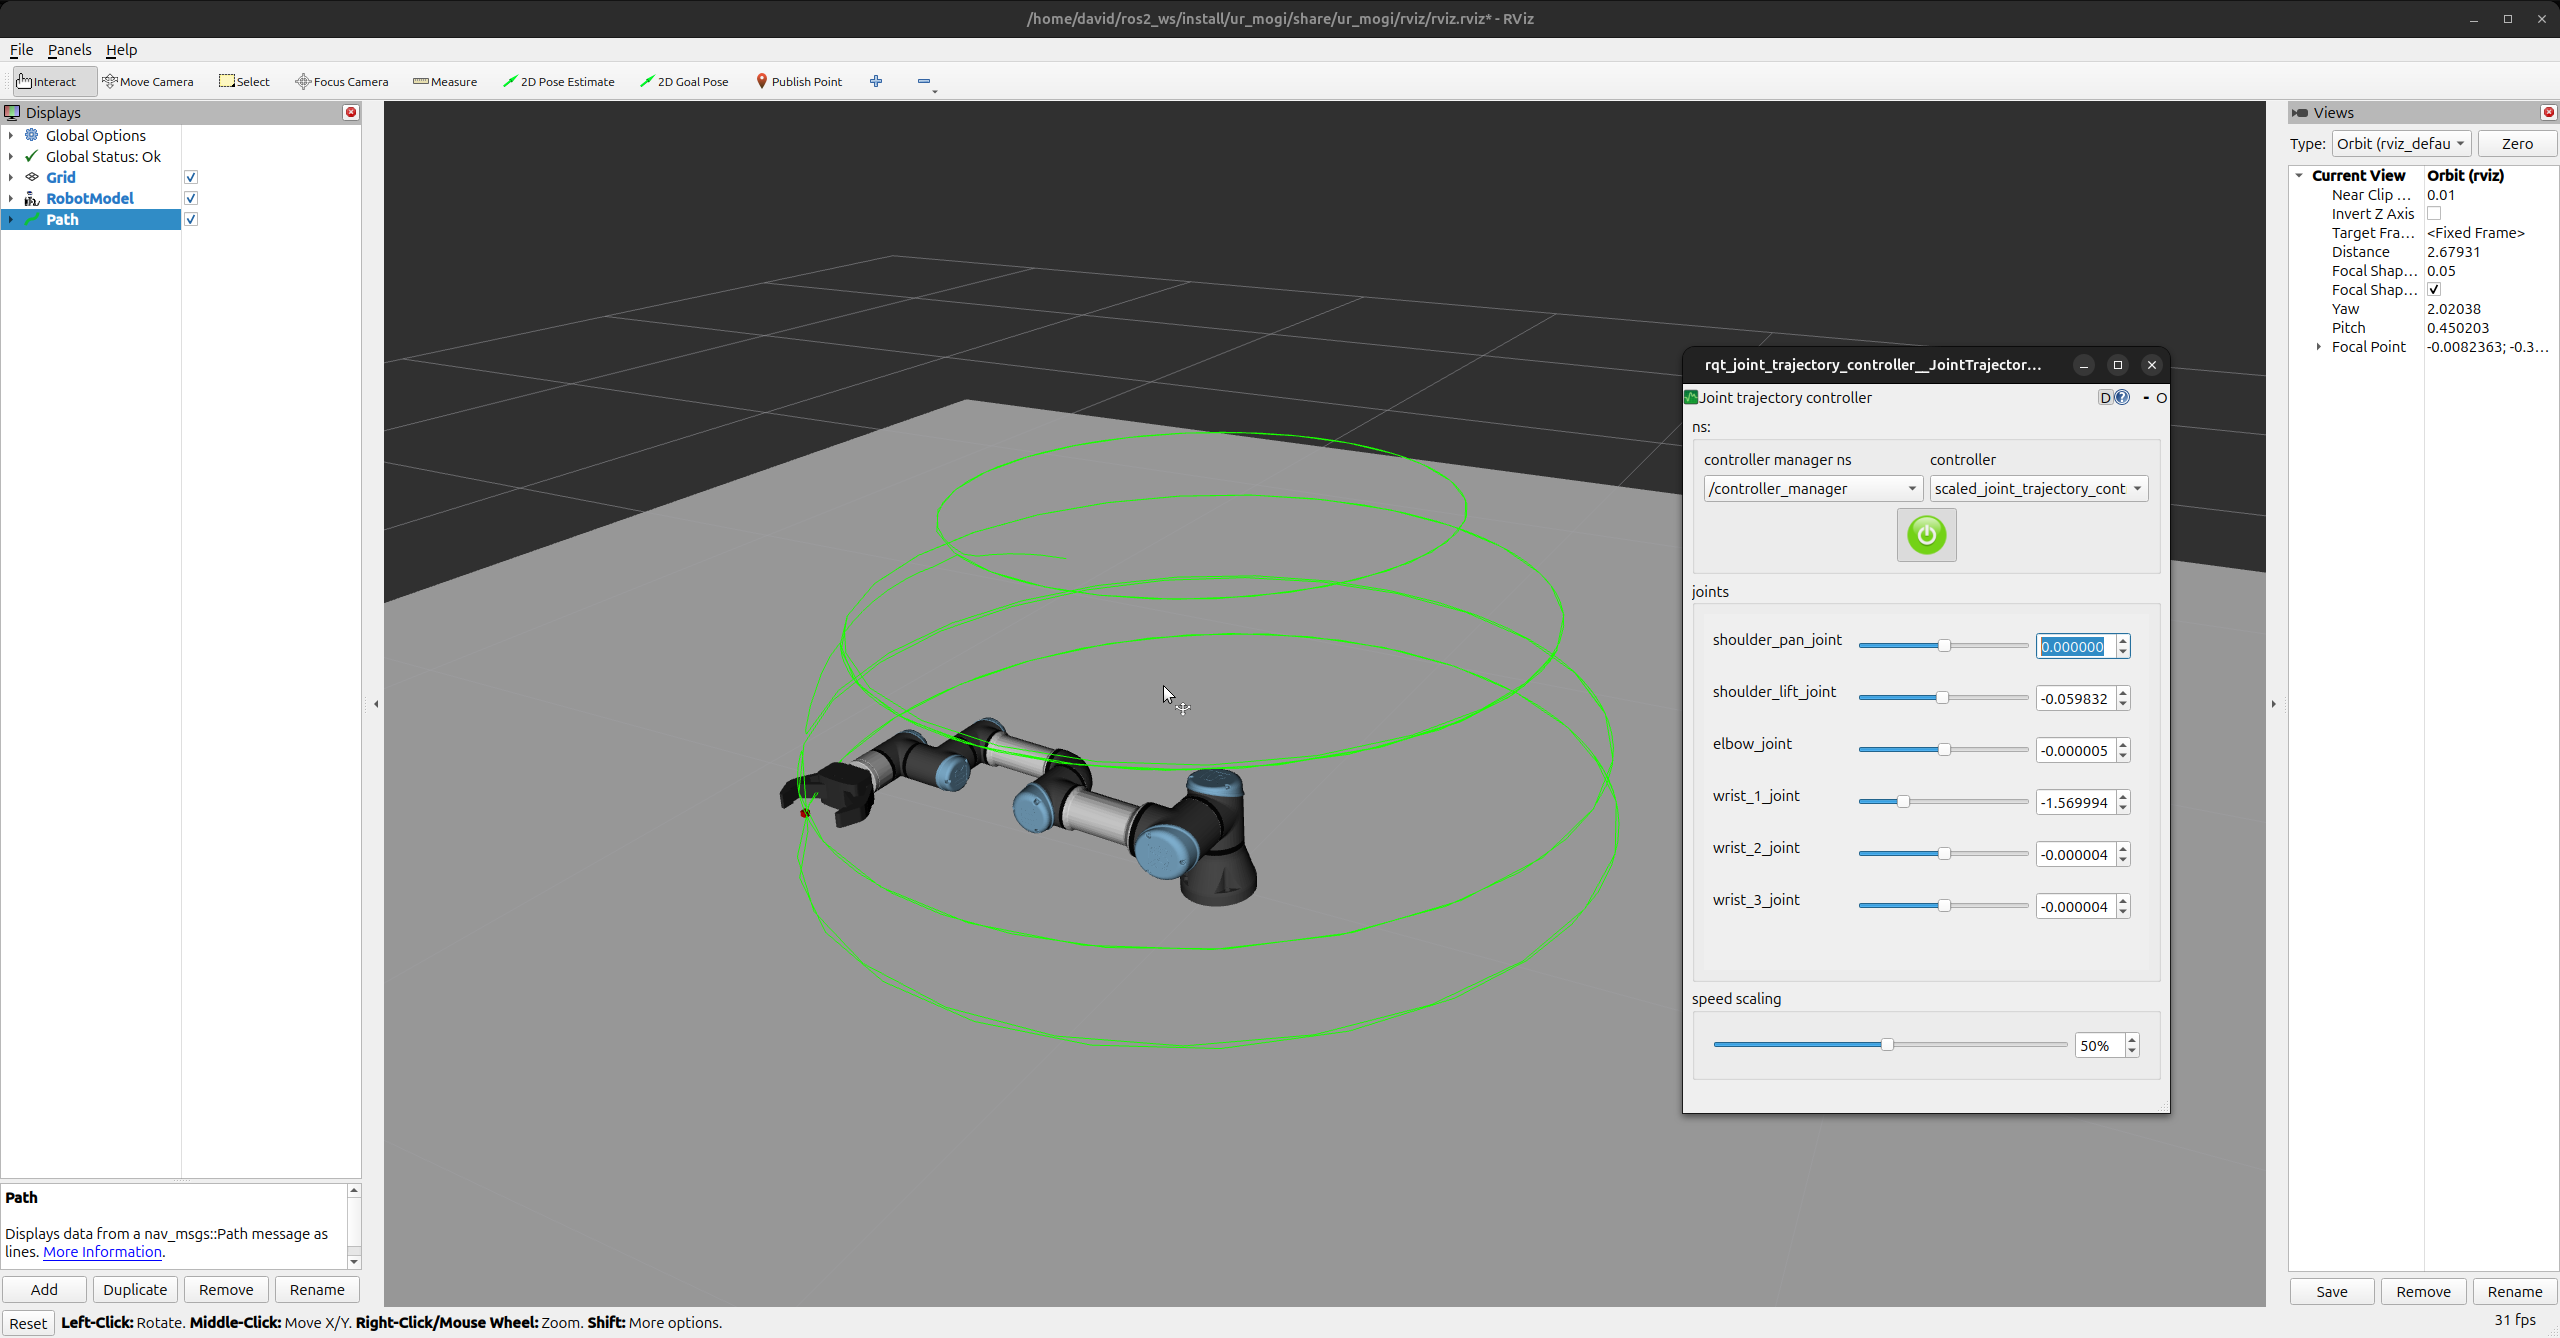 /home/david/ros2_ws/install/ur_mogi/share/ur_mogi/rviz/rviz.rviz* - RViz
File Panels Help
Interact Move Camera Select Focus Camera Measure 2D Pose Estimate 2D Goal Pose Publish Point
Displays
Global Options
Global Status: Ok
Grid
RobotModel
Path
Path
Displays data from a nav_msgs::Path message as
lines. More Information.
Add Duplicate Remove Rename
Reset Left-Click: Rotate. Middle-Click: Move X/Y. Right-Click/Mouse Wheel: Zoom. Shift: More options.
rqt_joint_trajectory_controller__JointTrajector...
Joint trajectory controller D ? - O
ns:
controller manager ns controller
/controller_manager scaled_joint_trajectory_cont
joints
shoulder_pan_joint 0.000000
shoulder_lift_joint -0.059832
elbow_joint -0.000005
wrist_1_joint -1.569994
wrist_2_joint -0.000004
wrist_3_joint -0.000004
speed scaling
50%
Views
Type: Orbit (rviz_defau Zero
Current View Orbit (rviz)
Near Clip ... 0.01
Invert Z Axis
Target Fra... <Fixed Frame>
Distance 2.67931
Focal Shap... 0.05
Focal Shap...
Yaw 2.02038
Pitch 0.450203
Focal Point -0.0082363; -0.3...
Save Remove Rename
31 fps